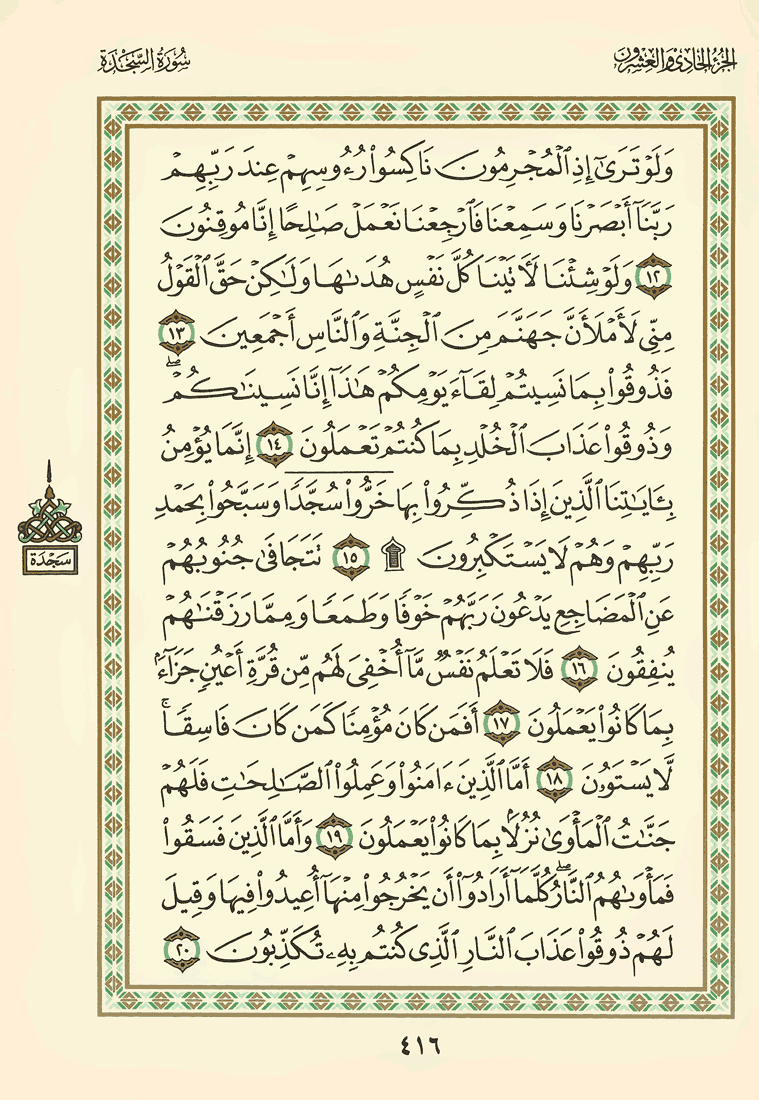 الجزء الحادي والعشرون
سورة السجدة
وَلَوْ تَرَىٰٓ إِذِ ٱلْمُجْرِمُونَ نَاكِسُوا۟ رُءُوسِهِمْ عِندَ رَبِّهِمْ
رَبَّنَآ أَبْصَرْنَا وَسَمِعْنَا فَٱرْجِعْنَا نَعْمَلْ صَٰلِحًا إِنَّا مُوقِنُونَ
١٢ وَلَوْ شِئْنَا لَأٓتَيْنَا كُلَّ نَفْسٍ هُدَىٰهَا وَلَٰكِنْ حَقَّ ٱلْقَوْلُ
مِنِّى لَأَمْلَأَنَّ جَهَنَّمَ مِنَ ٱلْجِنَّةِ وَٱلنَّاسِ أَجْمَعِينَ ١٣
فَذُوقُوا۟ بِمَا نَسِيتُمْ لِقَآءَ يَوْمِكُمْ هَٰذَآ إِنَّا نَسِينَٰكُمْ ۖ
وَذُوقُوا۟ عَذَابَ ٱلْخُلْدِ بِمَا كُنتُمْ تَعْمَلُونَ ١٤ إِنَّمَا يُؤْمِنُ
بِـَٔايَٰتِنَا ٱلَّذِينَ إِذَا ذُكِّرُوا۟ بِهَا خَرُّوا۟ سُجَّدًا وَسَبَّحُوا۟ بِحَمْدِ
رَبِّهِمْ وَهُمْ لَا يَسْتَكْبِرُونَ ۩ ١٥ تَتَجَافَىٰ جُنُوبُهُمْ
سَجْدَة
عَنِ ٱلْمَضَاجِعِ يَدْعُونَ رَبَّهُمْ خَوْفًا وَطَمَعًا وَمِمَّا رَزَقْنَٰهُمْ
يُنفِقُونَ ١٦ فَلَا تَعْلَمُ نَفْسٌ مَّآ أُخْفِىَ لَهُم مِّن قُرَّةِ أَعْيُنٍ جَزَآءًۢ
بِمَا كَانُوا۟ يَعْمَلُونَ ١٧ أَفَمَن كَانَ مُؤْمِنًا كَمَن كَانَ فَاسِقًا ۚ
لَّا يَسْتَوُۥنَ ١٨ أَمَّا ٱلَّذِينَ ءَامَنُوا۟ وَعَمِلُوا۟ ٱلصَّٰلِحَٰتِ فَلَهُمْ
جَنَّٰتُ ٱلْمَأْوَىٰ نُزُلًۢا بِمَا كَانُوا۟ يَعْمَلُونَ ١٩ وَأَمَّا ٱلَّذِينَ فَسَقُوا۟
فَمَأْوَىٰهُمُ ٱلنَّارُ ۖ كُلَّمَآ أَرَادُوٓا۟ أَن يَخْرُجُوا۟ مِنْهَآ أُعِيدُوا۟ فِيهَا وَقِيلَ
لَهُمْ ذُوقُوا۟ عَذَابَ ٱلنَّارِ ٱلَّذِى كُنتُم بِهِۦ تُكَذِّبُونَ ٢٠
٤١٦